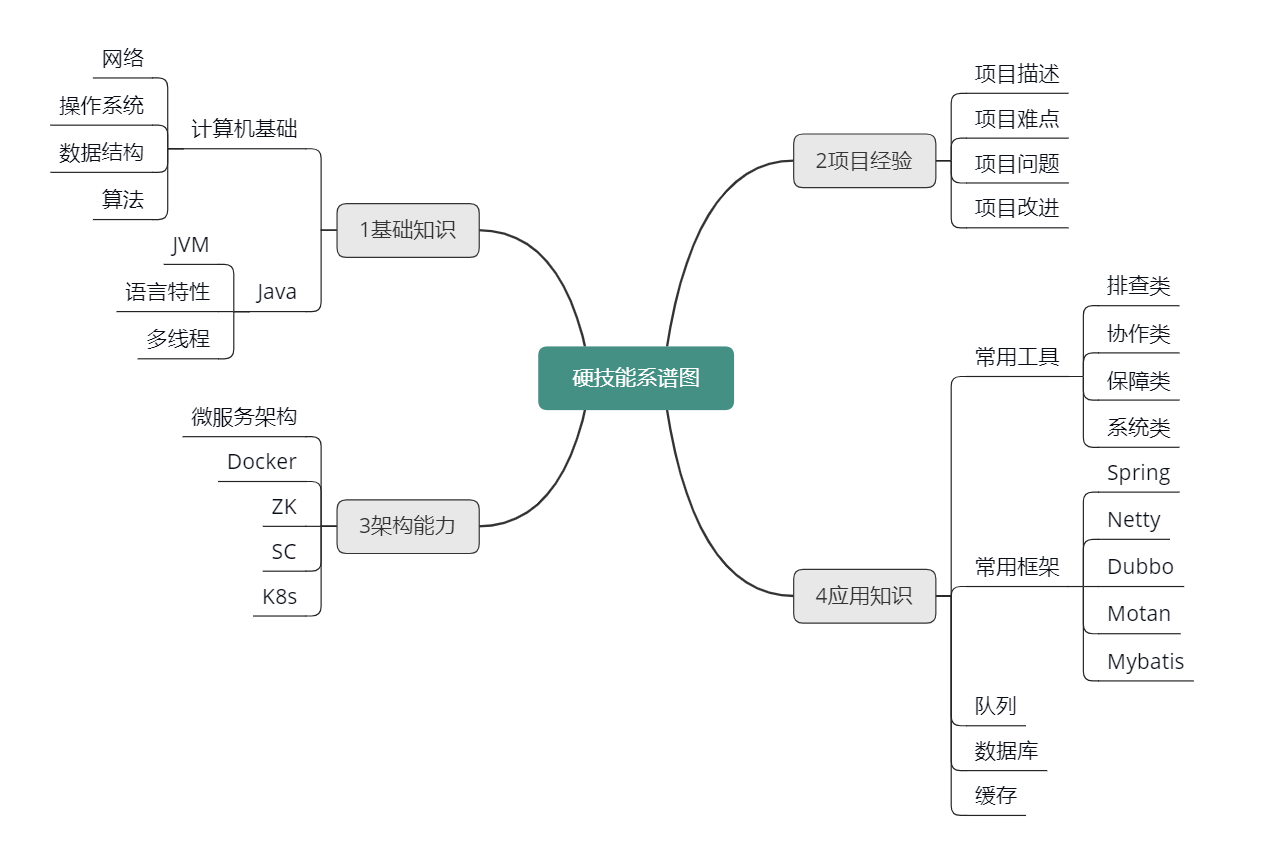 硬技能系谱图
1基础知识
计算机基础
网络
操作系统
数据结构
算法
Java
JVM
语言特性
多线程
2项目经验
项目描述
项目难点
项目问题
项目改进
3架构能力
微服务架构
Docker
ZK
SC
K8s
4应用知识
常用工具
排查类
协作类
保障类
系统类
常用框架
Spring
Netty
Dubbo
Motan
Mybatis
队列
数据库
缓存